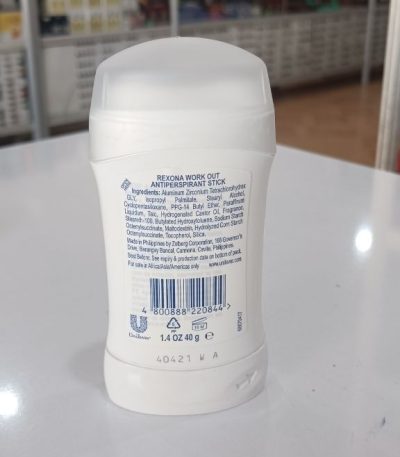 REXONA WORK OUT
ANTIPERSPIRANT STICK
Ingredients: Aluminum Zirconium Tetrachlorohydrex
GLY, Isopropyl Palmitate, Stearyl Alcohol,
Cyclopentasiloxane, PPG-14 Butyl Ether, Paraffinum
Liquidum, Talc, Hydrogenated Castor Oil, Fragrance,
Steareth-100, Butylated Hydroxytoluene, Sodium Starch
Octenylsuccinate, Maltodextrin, Hydrolyzed Corn Starch
Octenylsuccinate, Tocopherol, Silica.
Made in Philippines by Zetberg Corporation, 166 Governor's
Drive, Barangay Bancal, Carmona, Cavite, Philippines.
Best Before: See expiry & production date on bottom of pack.
For sale in Africa/Asia/Americas only www.unilever.com
4 800888 220844
Unilever PP
1.4 OZ 40 g e
40421 W A